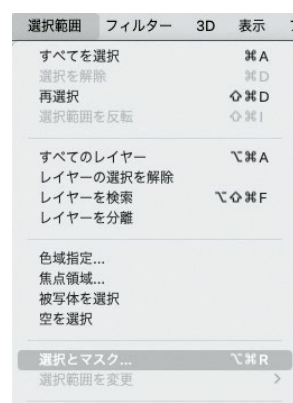 選択範囲 フィルター 3D 表示
すべてを選択 ⌘A
選択を解除 ⌘D
再選択 ⇧⌘D
選択範囲を反転 ⇧⌘I
すべてのレイヤー ⌥⌘A
レイヤーの選択を解除
レイヤーを検索 ⌥⇧⌘F
レイヤーを分離
色域指定...
焦点領域...
被写体を選択
空を選択
選択とマスク... ⌥⌘R
選択範囲を変更 >